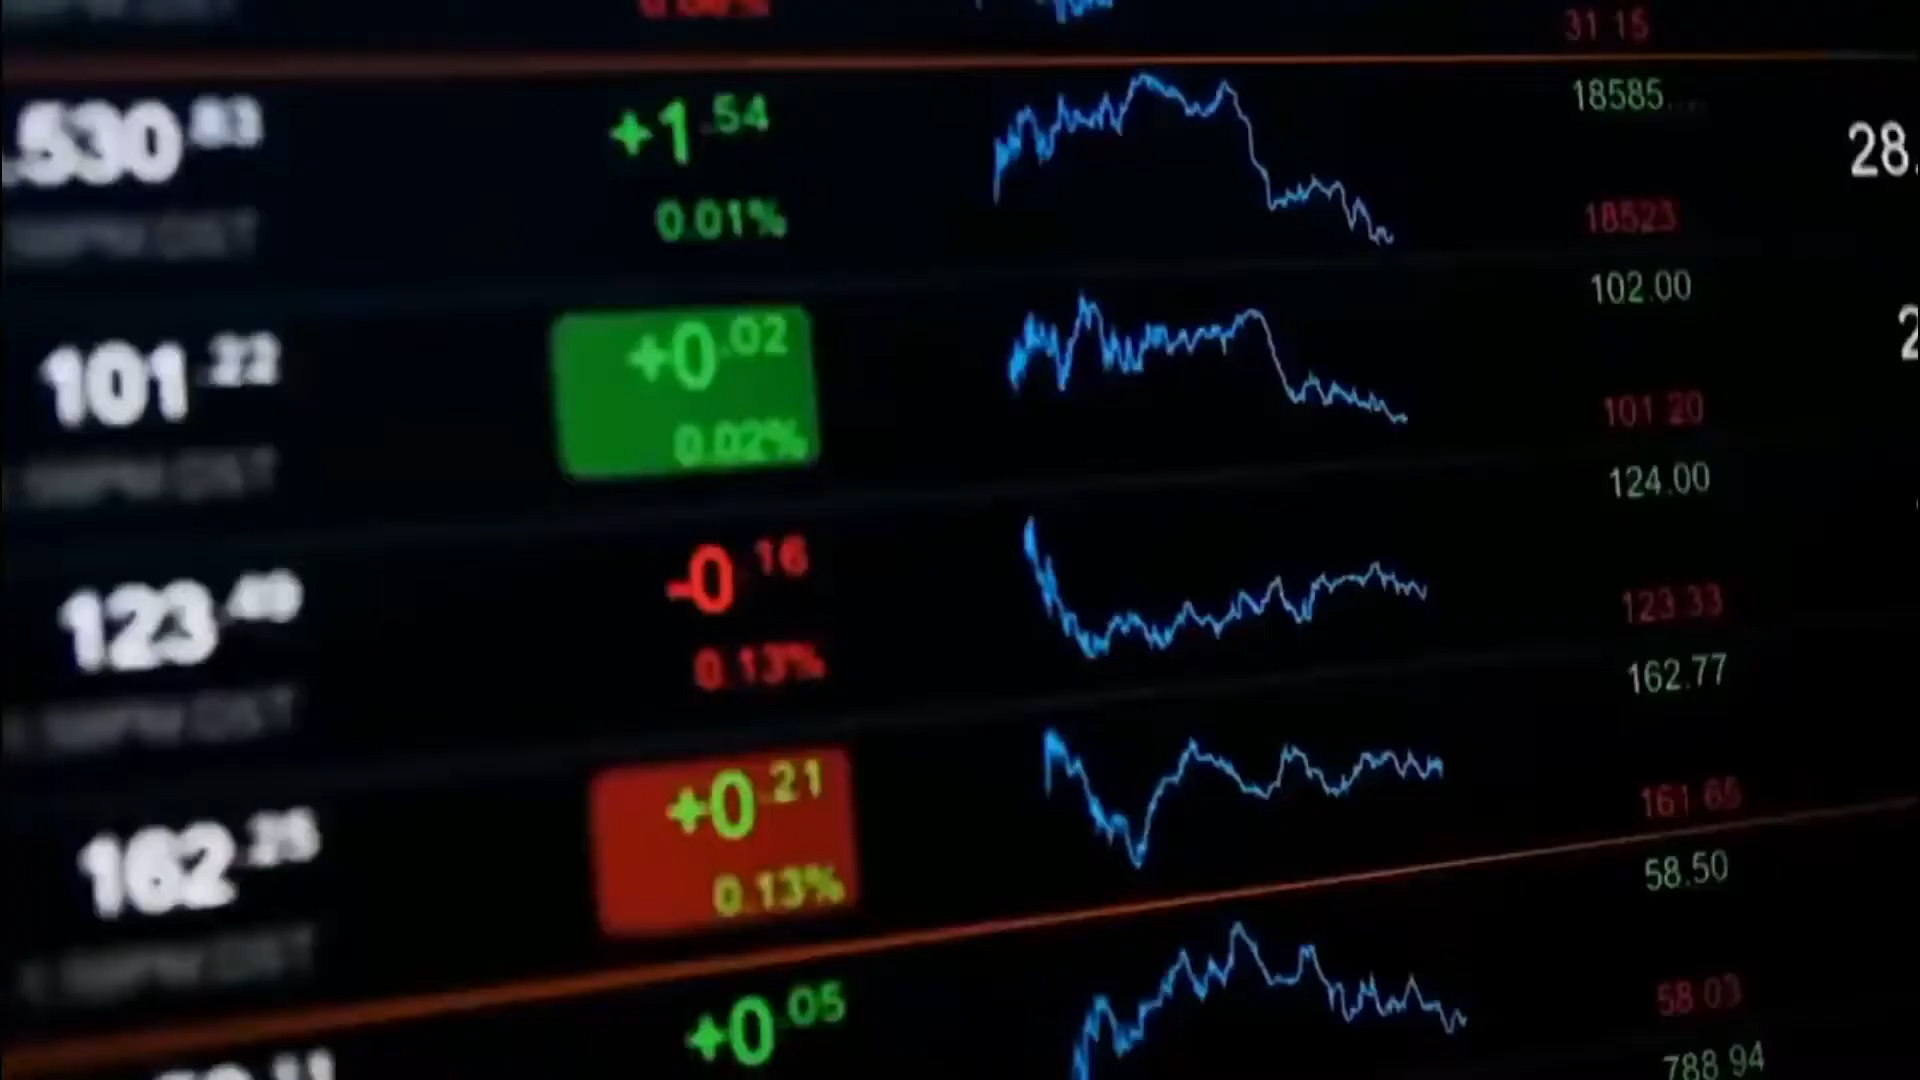 31 15
.530.83 +1.54 18585...
0.01% 18523
28.
101.22 +0.02 102.00
0.02% 101 20
2
123.49 -0 16 124.00
0.13% 123.33
162.25 +0.21 162.77
0.13% 161 65
+0.05 58.50
58 03
788 94